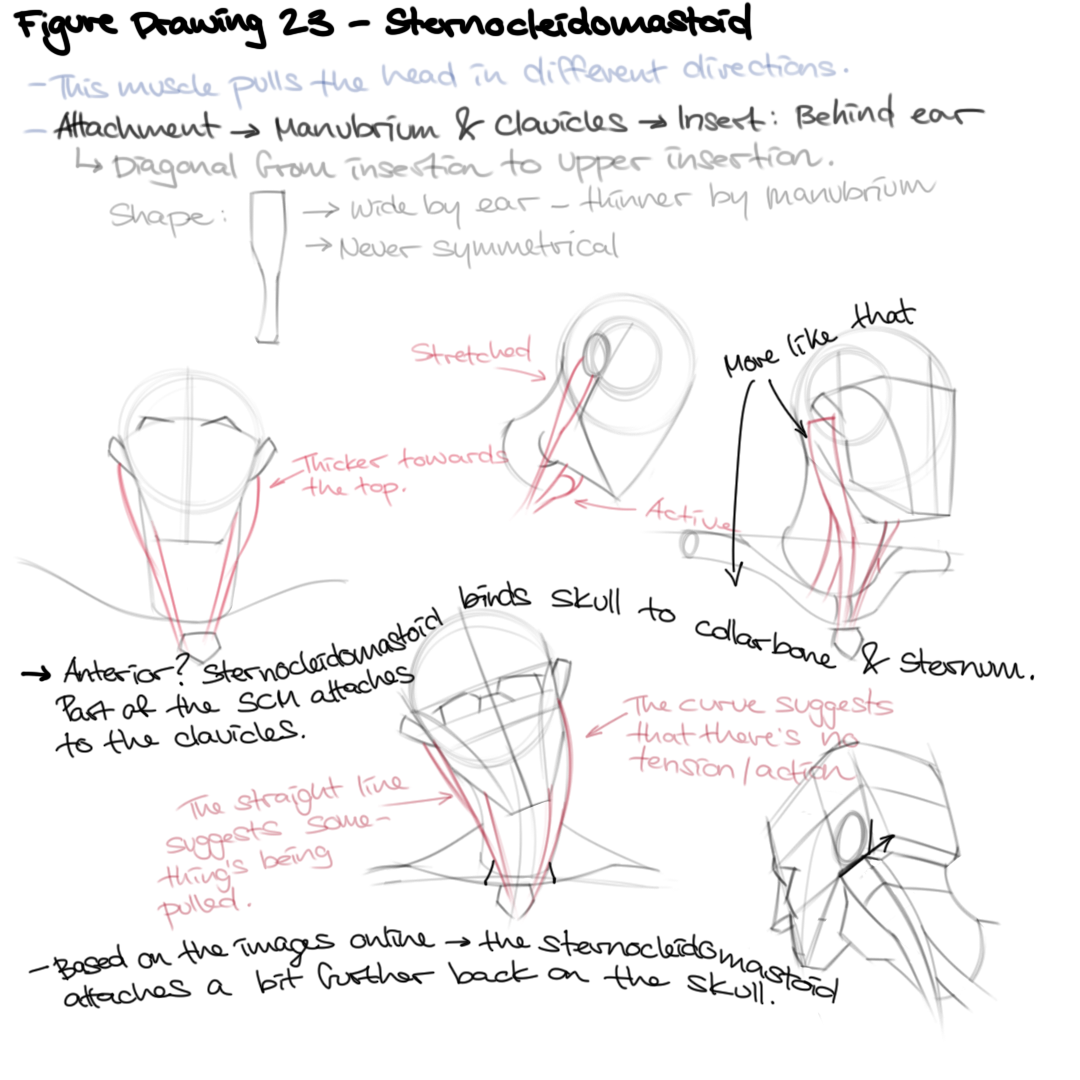 Figure Drawing 23 - Sternocleidomastoid
- This muscle pulls the head in different directions.
- Attachment → Manubrium & clavicles → Insert: Behind ear
↳ Diagonal from insertion to upper insertion.
Shape:
→ Wide by ear - thinner by manubrium
→ Never symmetrical
Stretched
More like that
Thicker towards
the top.
Active
→ Anterior? Sternocleidomastoid binds skull to collarbone & sternum.
Part of the SCM attaches
to the clavicles.
The curve suggests
that there's no
tension/action
The straight line
suggests some-
thing's being
pulled.
- Based on the images online → the sternocleidomastoid
attaches a bit further back on the skull.